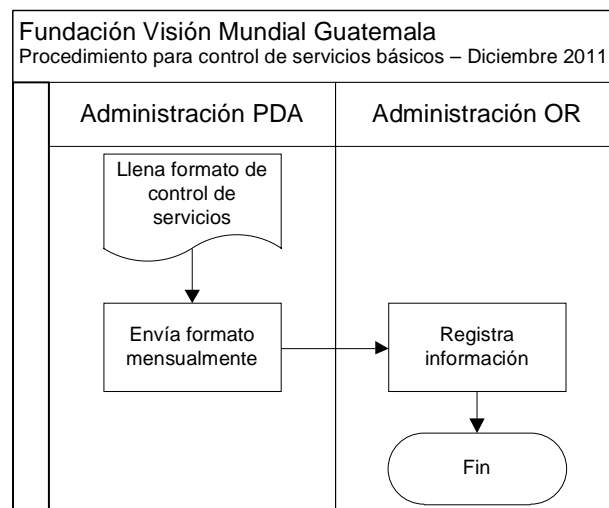 Fundación Visión Mundial Guatemala
Procedimiento para control de servicios básicos – Diciembre 2011
Administración PDA
Administración OR
Llena formato de
control de
servicios
Envía formato
mensualmente
Registra
información
Fin